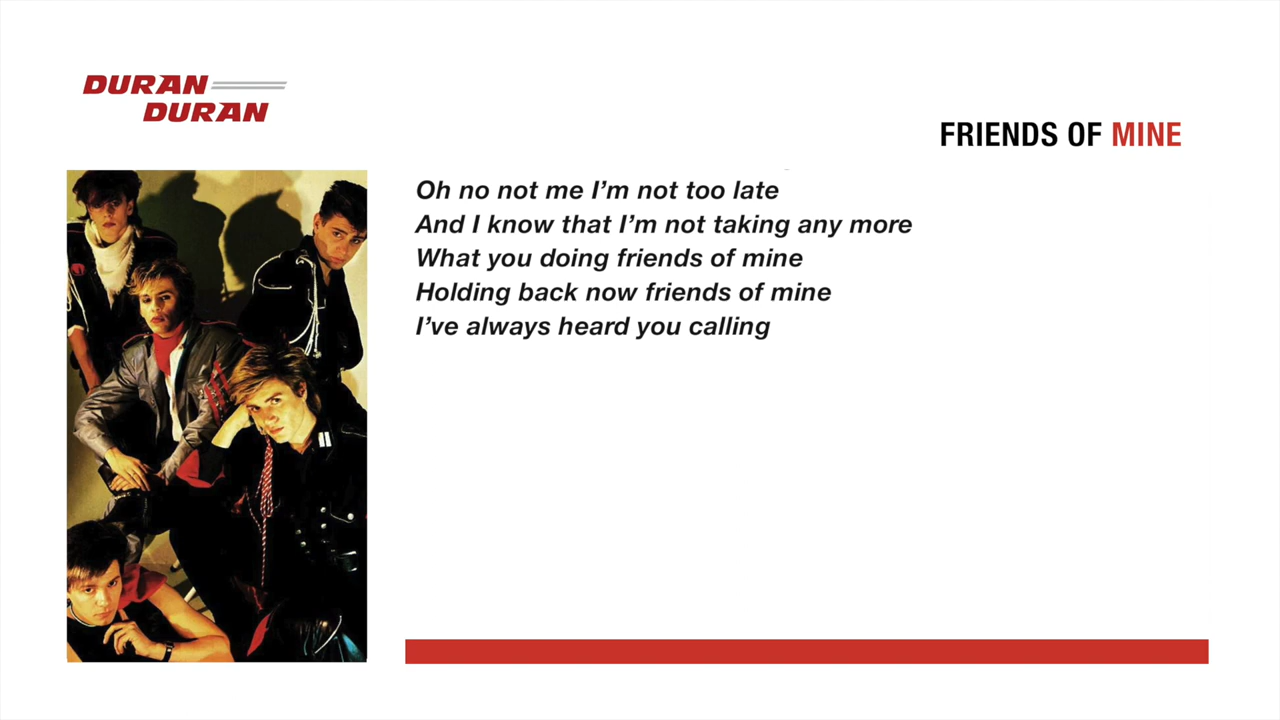 DURAN
DURAN
FRIENDS OF MINE
Oh no not me I’m not too late
And I know that I’m not taking any more
What you doing friends of mine
Holding back now friends of mine
I’ve always heard you calling